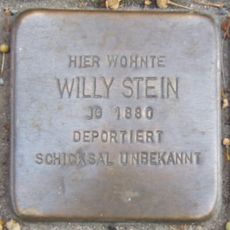 HIER WOHNTE
WILLY STEIN
JG 1880
DEPORTIERT
SCHICKSAL UNBEKANNT